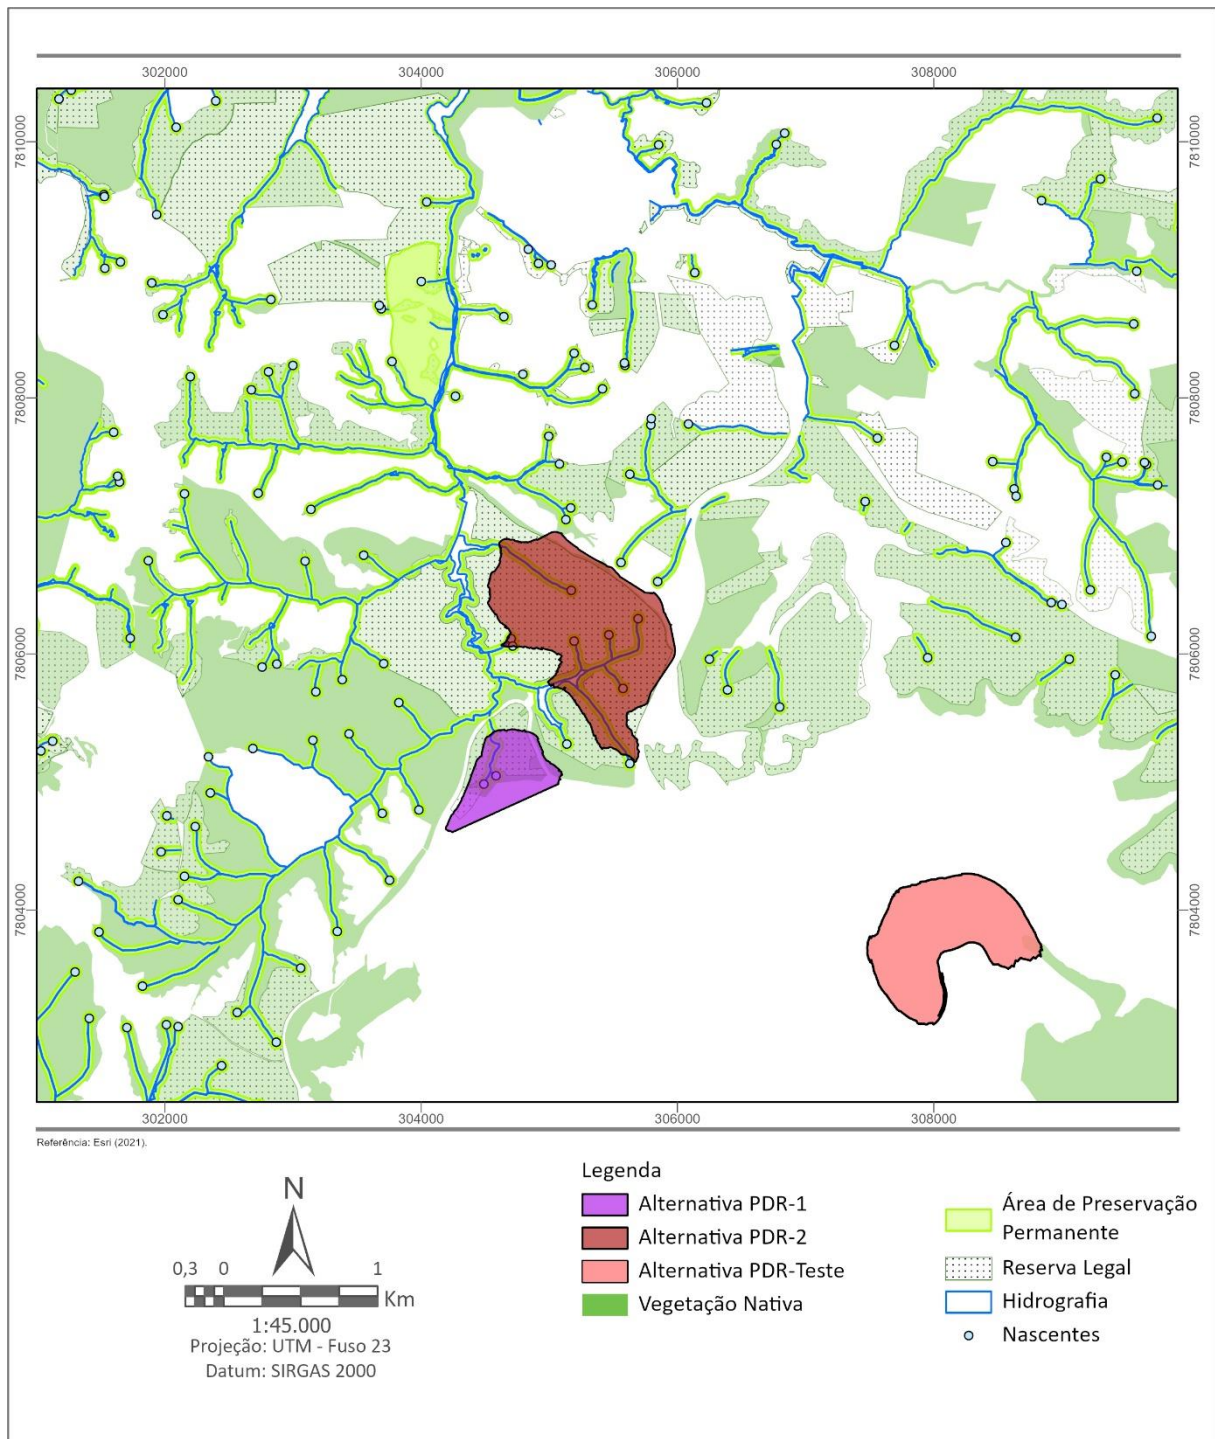 302000 304000 306000 308000
7810000 7810000
7808000 7808000
7806000 7806000
7804000 7804000
302000 304000 306000 308000
Referência: Esri (2021).
N
0,3 0 1
Km
1:45.000
Projeção: UTM - Fuso 23
Datum: SIRGAS 2000
Legenda
Alternativa PDR-1
Alternativa PDR-2
Alternativa PDR-Teste
Vegetação Nativa
Área de Preservação
Permanente
Reserva Legal
Hidrografia
Nascentes